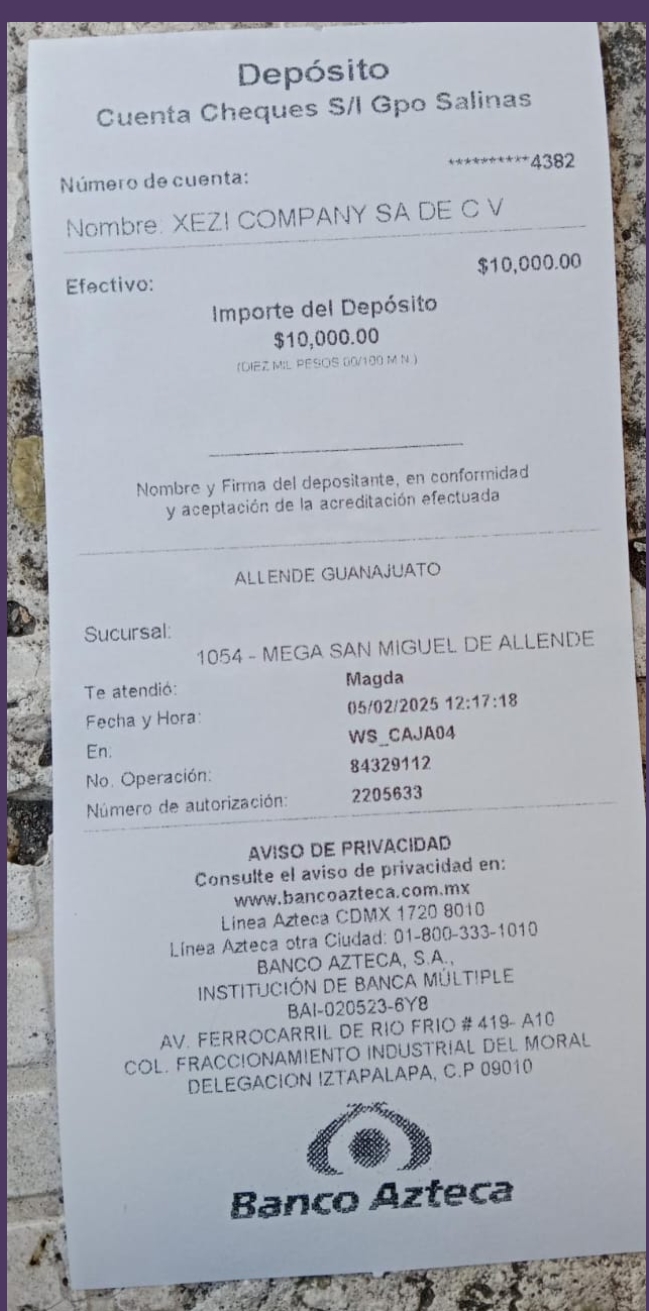 Depósito
Cuenta Cheques S/I Gpo Salinas
Número de cuenta: **********4382
Nombre: XEZI COMPANY SA DE C V
Efectivo: $10,000.00
Importe del Depósito
$10,000.00
(DIEZ MIL PESOS 00/100 M.N.)
Nombre y Firma del depositante, en conformidad
y aceptación de la acreditación efectuada
ALLENDE GUANAJUATO
Sucursal:
1054 - MEGA SAN MIGUEL DE ALLENDE
Te atendió: Magda
Fecha y Hora: 05/02/2025 12:17:18
En: WS_CAJA04
No. Operación: 84329112
Número de autorización: 2205633
AVISO DE PRIVACIDAD
Consulte el aviso de privacidad en:
www.bancoazteca.com.mx
Linea Azteca CDMX 1720 8010
Linea Azteca otra Ciudad: 01-800-333-1010
BANCO AZTECA, S.A.,
INSTITUCIÓN DE BANCA MÚLTIPLE
BAI-020523-6Y8
AV. FERROCARRIL DE RIO FRIO # 419- A10
COL. FRACCIONAMIENTO INDUSTRIAL DEL MORAL
DELEGACION IZTAPALAPA, C.P 09010
Banco Azteca